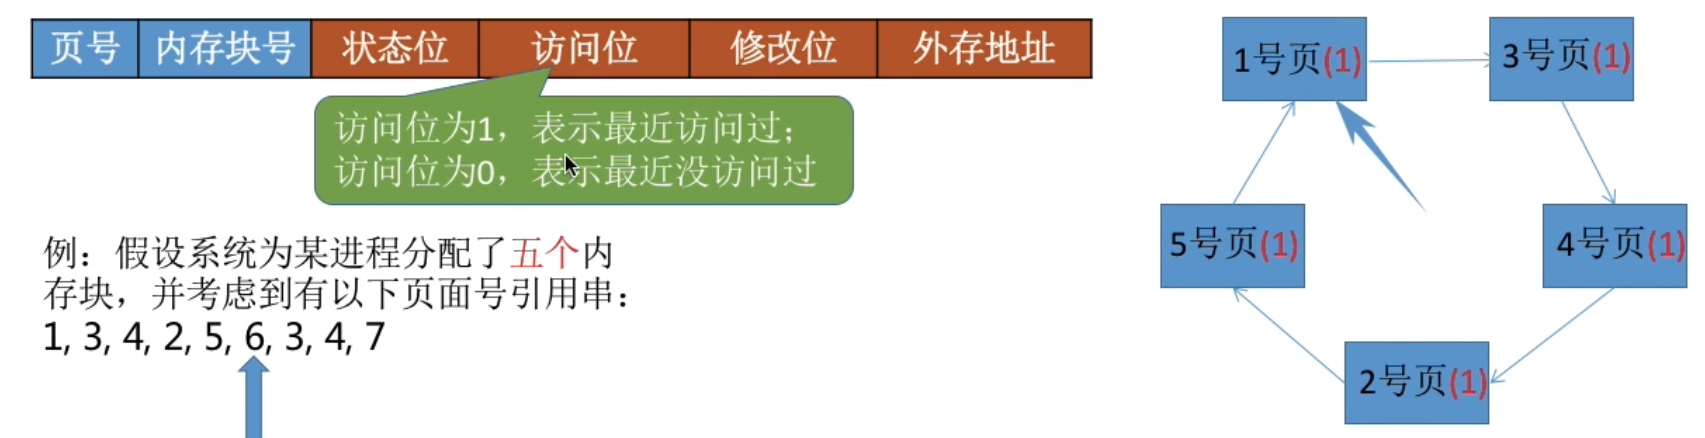 页号 内存块号 状态位 访问位 修改位 外存地址
访问位为1，表示最近访问过；
访问位为0，表示最近没访问过
例：假设系统为某进程分配了五个内
存块，并考虑到有以下页面号引用串：
1, 3, 4, 2, 5, 6, 3, 4, 7
1号页(1)
3号页(1)
5号页(1)
4号页(1)
2号页(1)